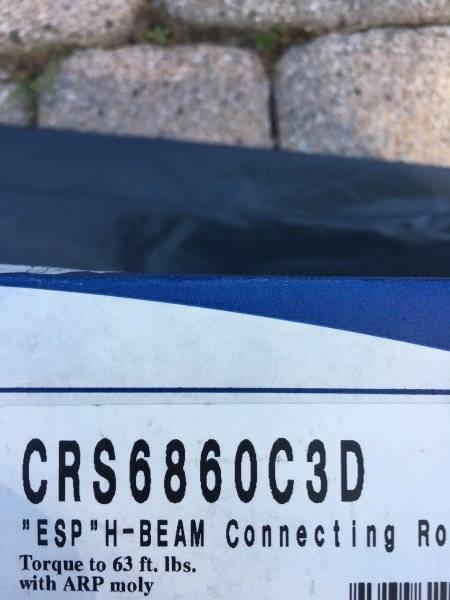 CRS6860C3D
"ESP"H-BEAM Connecting Ro
Torque to 63 ft. lbs.
with ARP moly